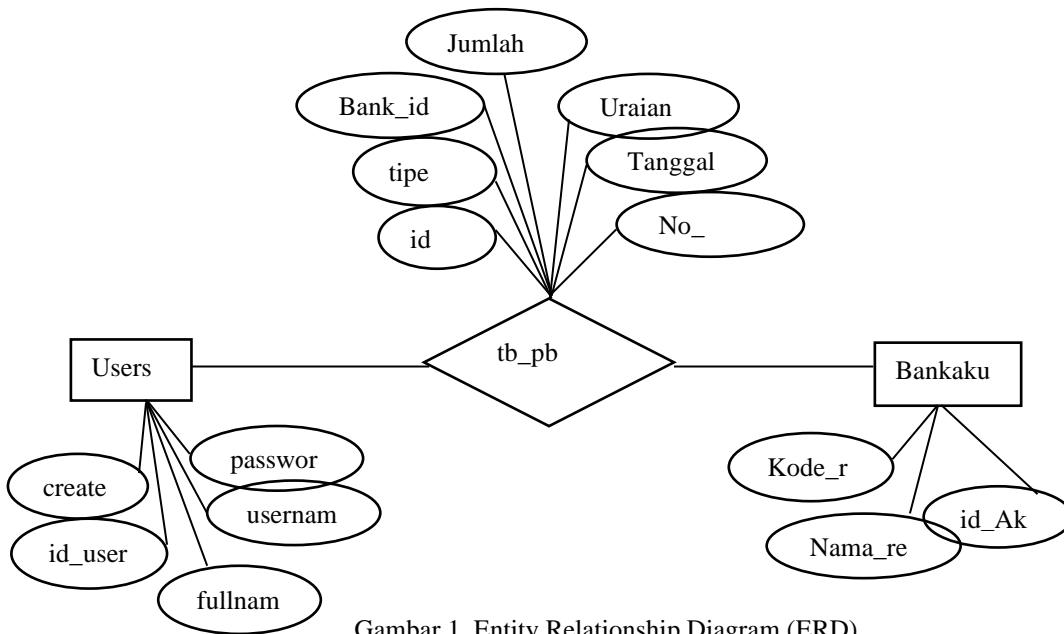 Jumlah
Bank_id
Uraian
tipe
Tanggal
id
No_
tb_pb
Users
Bankaku
create
passwor
id_user
usernam
fullnam
Kode_r
Nama_re
id_Ak
Gambar 1. Entity Relationship Diagram (ERD)